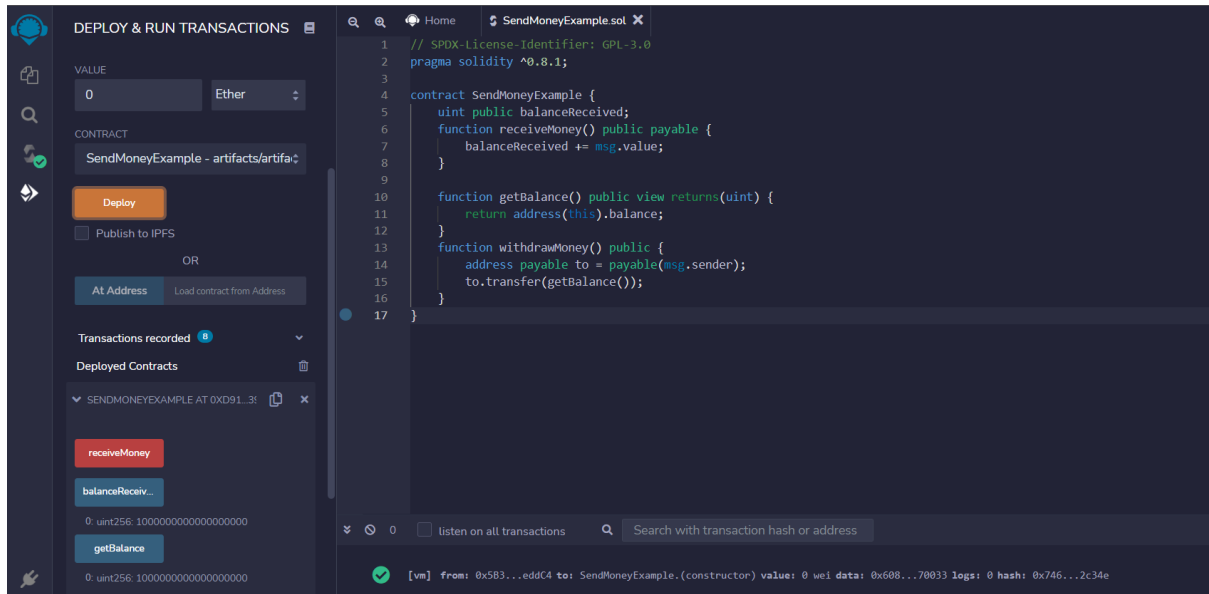 DEPLOY & RUN TRANSACTIONS
VALUE
0
Ether
CONTRACT
SendMoneyExample - artifacts/artifac
Deploy
Publish to IPFS
OR
At Address
Load contract from Address
Transactions recorded 8
Deployed Contracts
SENDMONEYEXAMPLE AT 0XD91...
receiveMoney
balanceReceiv...
0: uint256: 1000000000000000000
getBalance
0: uint256: 1000000000000000000
Home
SendMoneyExample.sol
1 // SPDX-License-Identifier: GPL-3.0
2 pragma solidity ^0.8.1;
3
4 contract SendMoneyExample {
5 uint public balanceReceived;
6 function receiveMoney() public payable {
7 balanceReceived += msg.value;
8 }
9
10 function getBalance() public view returns(uint) {
11 return address(this).balance;
12 }
13 function withdrawMoney() public {
14 address payable to = payable(msg.sender);
15 to.transfer(getBalance());
16 }
17 }
0
listen on all transactions
Search with transaction hash or address
[vm] from: 0x5B3...eddC4 to: SendMoneyExample.(constructor) value: 0 wei data: 0x608...70033 logs: 0 hash: 0x746...2c34e